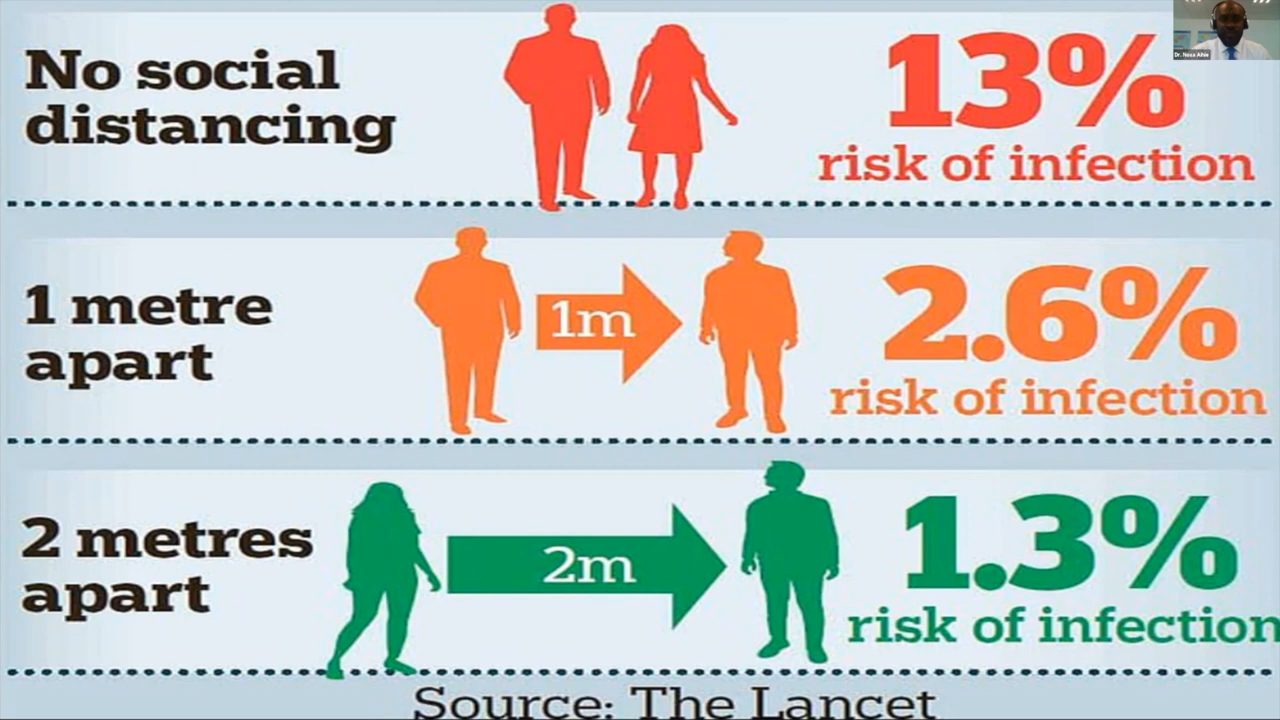 No social
distancing
13%
risk of infection
1 metre
apart
1m
2.6%
risk of infection
2 metres
apart
2m
1.3%
risk of infection
Source: The Lancet
Dr.